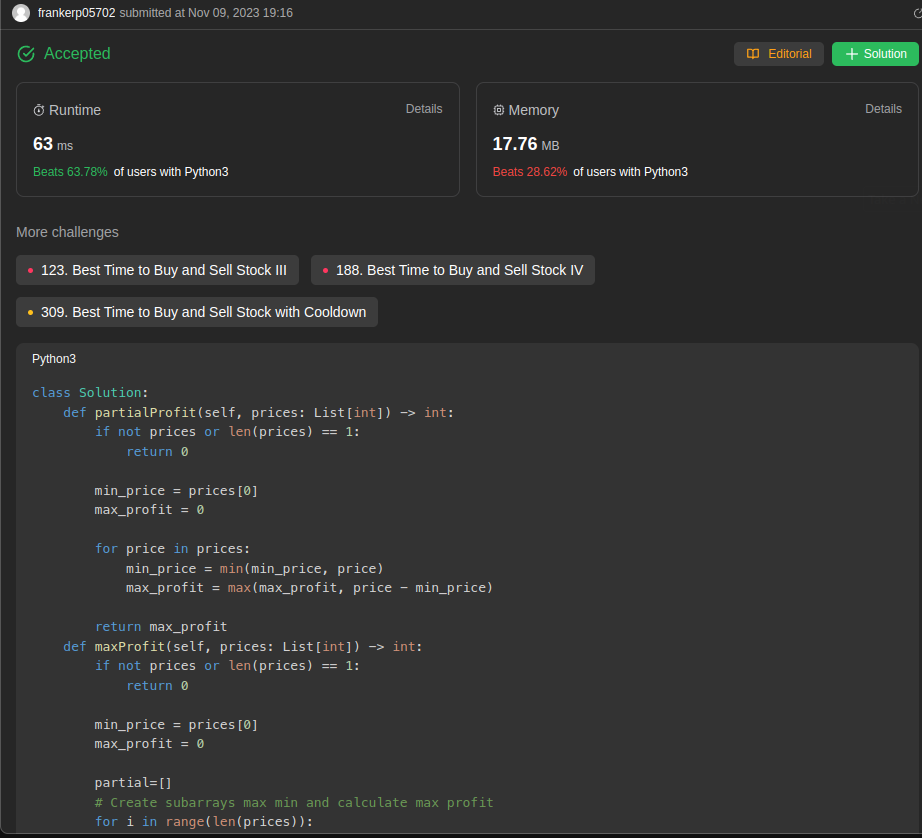 frankerp05702 submitted at Nov 09, 2023 19:16
Accepted
Editorial
Solution
Runtime
Details
63 ms
Beats 63.78% of users with Python3
Memory
Details
17.76 MB
Beats 28.62% of users with Python3
More challenges
123. Best Time to Buy and Sell Stock III
188. Best Time to Buy and Sell Stock IV
309. Best Time to Buy and Sell Stock with Cooldown
Python3
class Solution:
    def partialProfit(self, prices: List[int]) -> int:
        if not prices or len(prices) == 1:
            return 0

        min_price = prices[0]
        max_profit = 0

        for price in prices:
            min_price = min(min_price, price)
            max_profit = max(max_profit, price - min_price)

        return max_profit
    def maxProfit(self, prices: List[int]) -> int:
        if not prices or len(prices) == 1:
            return 0

        min_price = prices[0]
        max_profit = 0

        partial=[]
        # Create subarrays max min and calculate max profit
        for i in range(len(prices)):